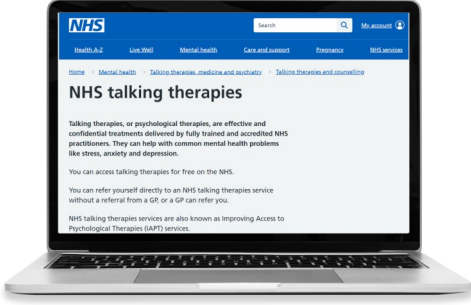 NHS
Search
My account
Health A-Z Live Well Mental health Care and support Pregnancy NHS services
Home > Mental health > Talking therapies, medicine and psychiatry > Talking therapies and counselling
NHS talking therapies
Talking therapies, or psychological therapies, are effective and
confidential treatments delivered by fully trained and accredited NHS
practitioners. They can help with common mental health problems
like stress, anxiety and depression.
You can access talking therapies for free on the NHS.
You can refer yourself directly to an NHS talking therapies service
without a referral from a GP, or a GP can refer you.
NHS talking therapies services are also known as Improving Access to
Psychological Therapies (IAPT) services.